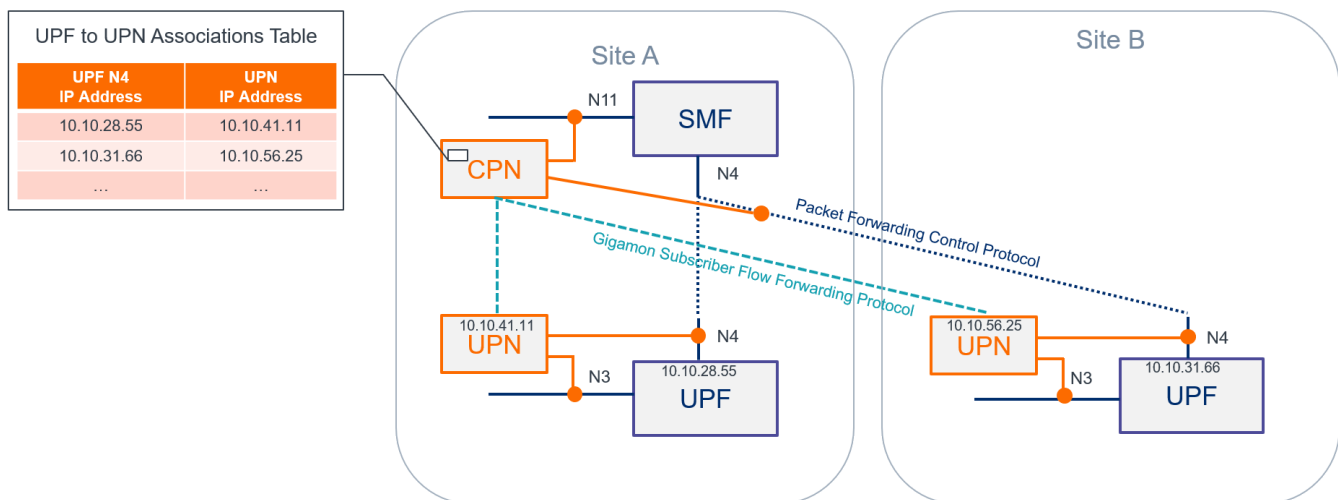 UPF to UPN Associations Table
UPF N4
IP Address
UPN
IP Address
10.10.28.55
10.10.41.11
10.10.31.66
10.10.56.25
...
...
Site A
N11
SMF
CPN
N4
Packet Forwarding Control Protocol
Gigamon Subscriber Flow Forwarding Protocol
10.10.41.11
UPN
N4
N3
10.10.28.55
UPF
Site B
10.10.56.25
UPN
N4
N3
10.10.31.66
UPF